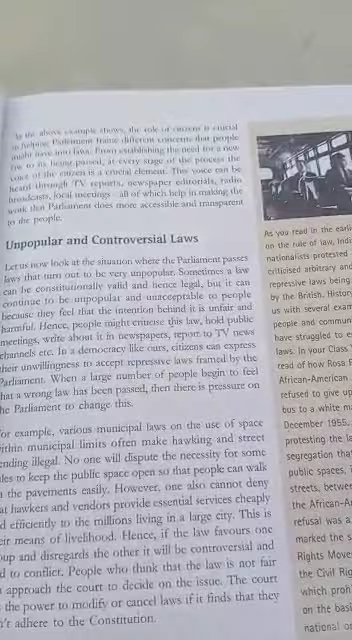 As the above example shows, the role of citizens is crucial
in helping Parliament frame different concerns that people
might have into laws. From establishing the need for a new
law to its being passed, at every stage of the process the
voice of the citizen is a crucial element. This voice can be
heard through TV reports, newspaper editorials, radio
broadcasts, local meetings – all of which help in making the
work that Parliament does more accessible and transparent
to the people.
Unpopular and Controversial Laws
Let us now look at the situation where the Parliament passes
laws that turn out to be very unpopular. Sometimes a law
can be constitutionally valid and hence legal, but it can
continue to be unpopular and unacceptable to people
because they feel that the intention behind it is unfair and
harmful. Hence, people might criticise this law, hold public
meetings, write about it in newspapers, report to TV news
channels etc. In a democracy like ours, citizens can express
their unwillingness to accept repressive laws framed by the
Parliament. When a large number of people begin to feel
hat a wrong law has been passed, then there is pressure on
he Parliament to change this.
or example, various municipal laws on the use of space
ithin municipal limits often make hawking and street
ending illegal. No one will dispute the necessity for some
les to keep the public open so that people can walk
the pavements easily. However, one also cannot deny
at hawkers and vendors provide essential services cheaply
d efficiently to the millions living in a large city. This is
eir means of livelihood. Hence, if the law favours one
oup and disregards the other it will be controversial and
d to conflict. People who think that the law is not fair
approach the court to decide on the issue. The court
the power to modify or cancel laws if it finds that they
n't adhere to the Constitution.
As you read in the earli
on the rule of law, Indi
nationalists protested
criticised arbitrary and
repressive laws being
by the British. History
us with several exam
people and commun
have struggled to e
laws. In your Class
read of how Rosa P
African-American
refused to give up
bus to a white m
December 1955.
protesting the la
segregation that
public spaces, i
streets, betwee
the African-A
refusal was a
marked the s
Rights Move
the Civil Rig
which proh
on the basi
national or